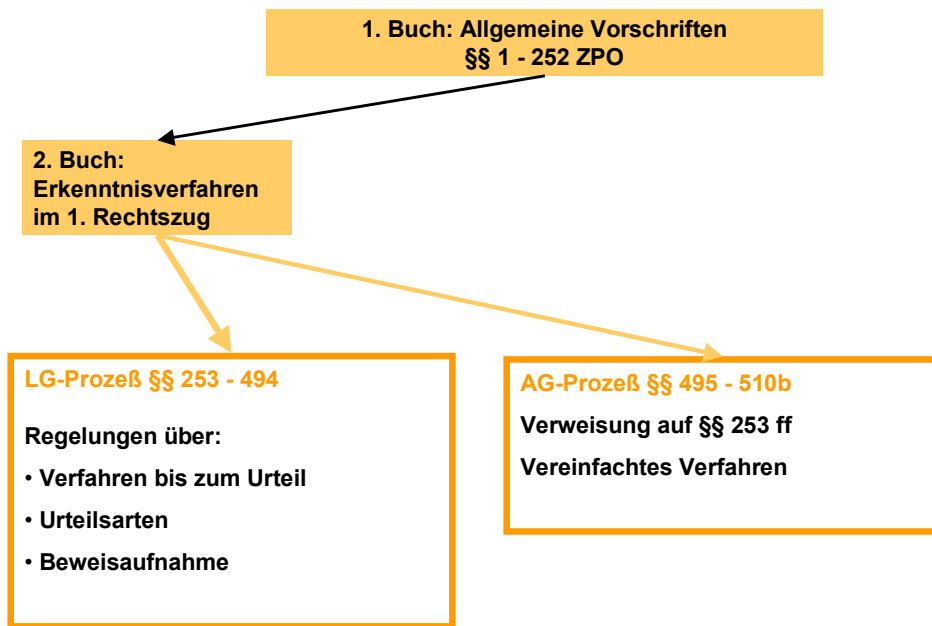 1. Buch: Allgemeine Vorschriften
§§ 1 - 252 ZPO
2. Buch:
Erkenntnisverfahren
im 1. Rechtszug
LG-Prozeß §§ 253 - 494
Regelungen über:
• Verfahren bis zum Urteil
• Urteilsarten
• Beweisaufnahme
AG-Prozeß §§ 495 - 510b
Verweisung auf §§ 253 ff
Vereinfachtes Verfahren